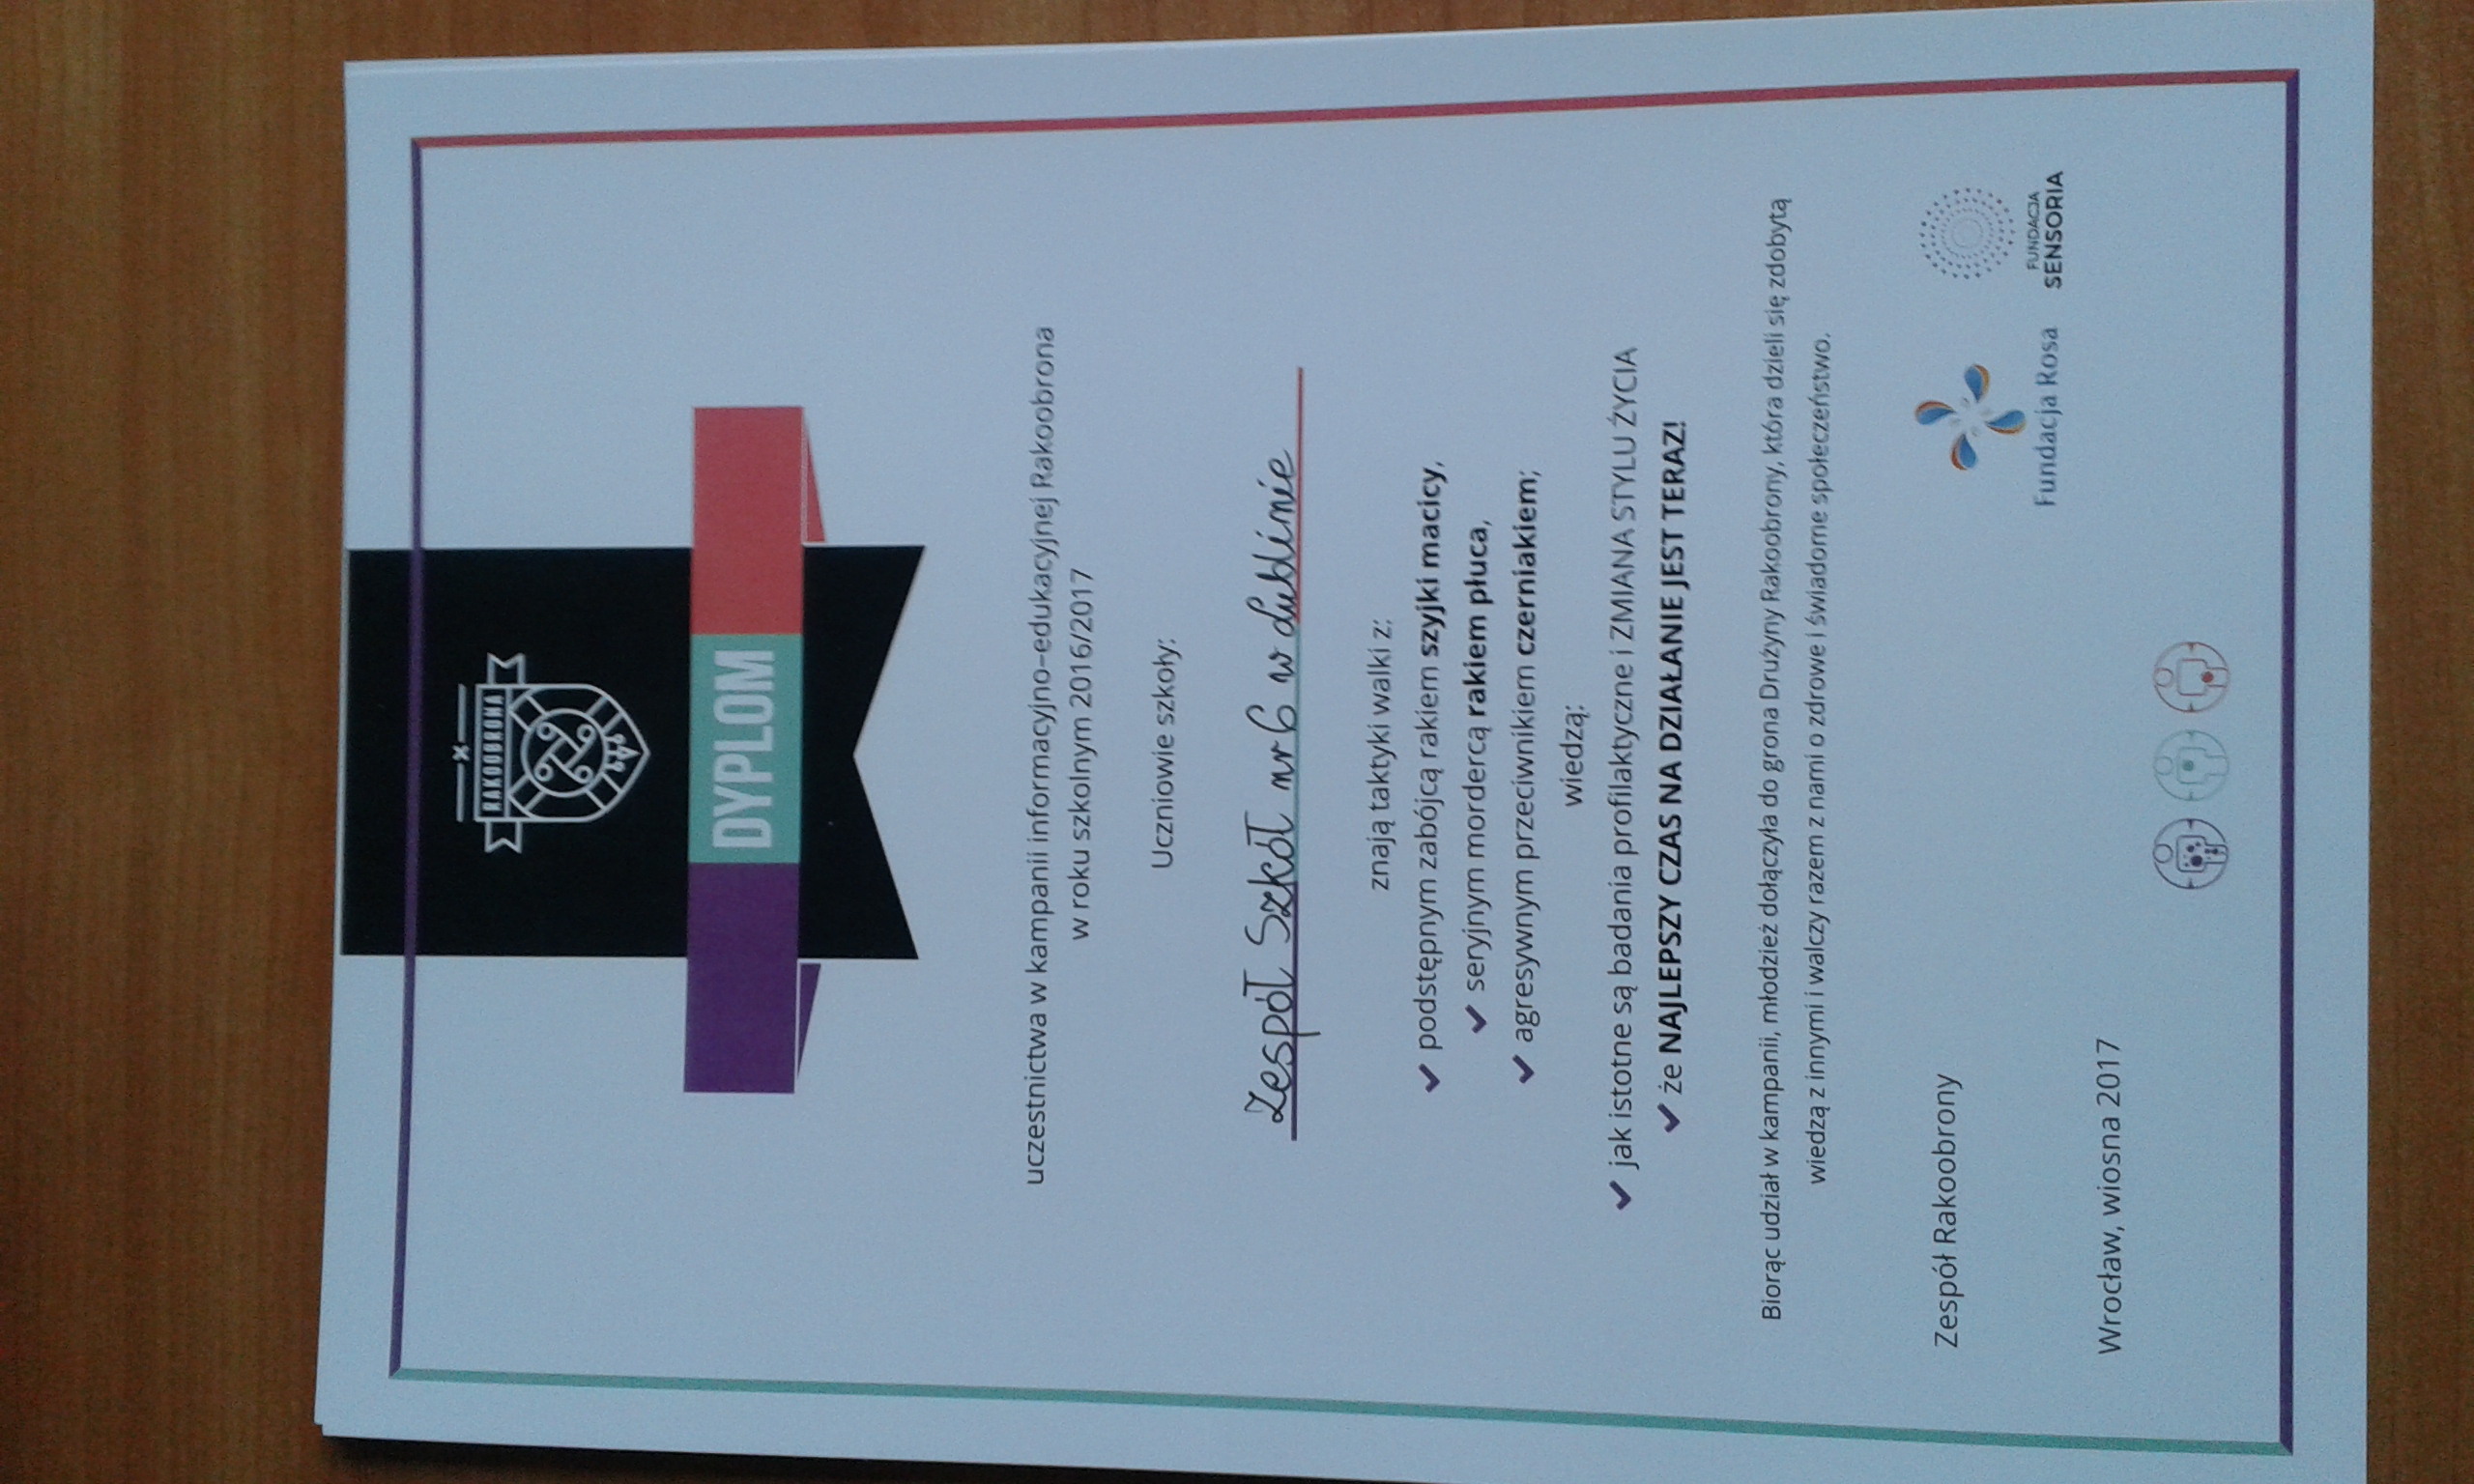 RAKOOBRONA
DYPLOM
uczestnictwa w kampanii informacyjno-edukacyjnej Rakoobrona
w roku szkolnym 2016/2017
Uczniowie szkoły:
Zespół Szkół nr 6 w Lublinie
znają taktyki walki z:
podstępnym zabójcą rakiem szyjki macicy,
seryjnym mordercą rakiem płuca,
agresywnym przeciwnikiem czerniakiem;
wiedzą:
jak istotne są badania profilaktyczne i ZMIANA STYLU ŻYCIA
że NAJLEPSZY CZAS NA DZIAŁANIE JEST TERAZ!
Biorąc udział w kampanii, młodzież dołączyła do grona Drużyny Rakoobrony, która dzieli się zdobytą
wiedzą z innymi i walczy razem z nami o zdrowe i świadome społeczeństwo.
Zespół Rakoobrony
Fundacja Rosa
FUNDACJA
SENSORIA
Wrocław, wiosna 2017